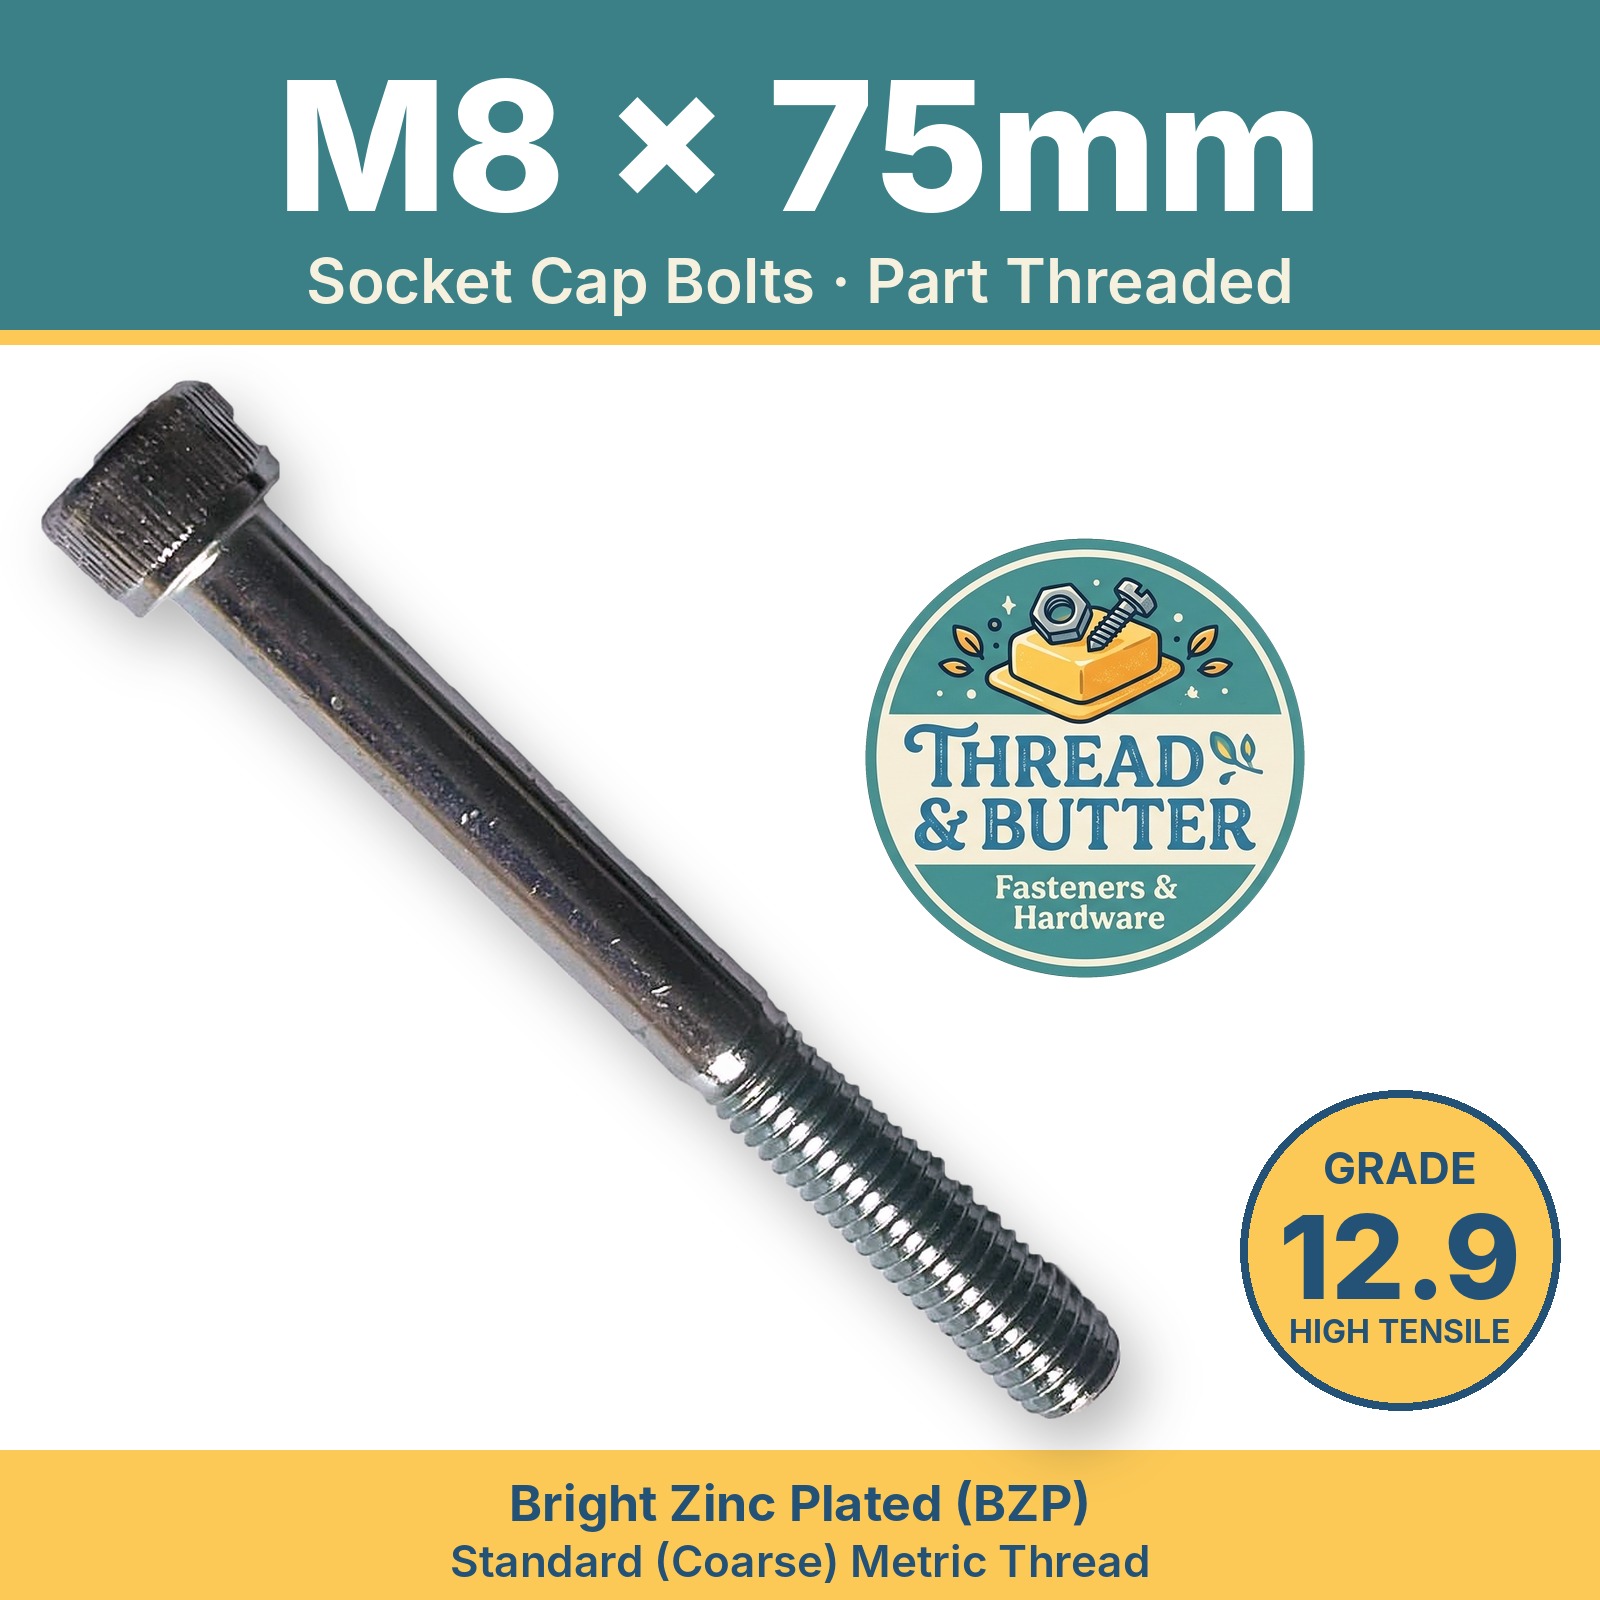 M8 × 75mm
Socket Cap Bolts · Part Threaded
THREAD
& BUTTER
Fasteners &
Hardware
GRADE
12.9
HIGH TENSILE
Bright Zinc Plated (BZP)
Standard (Coarse) Metric Thread